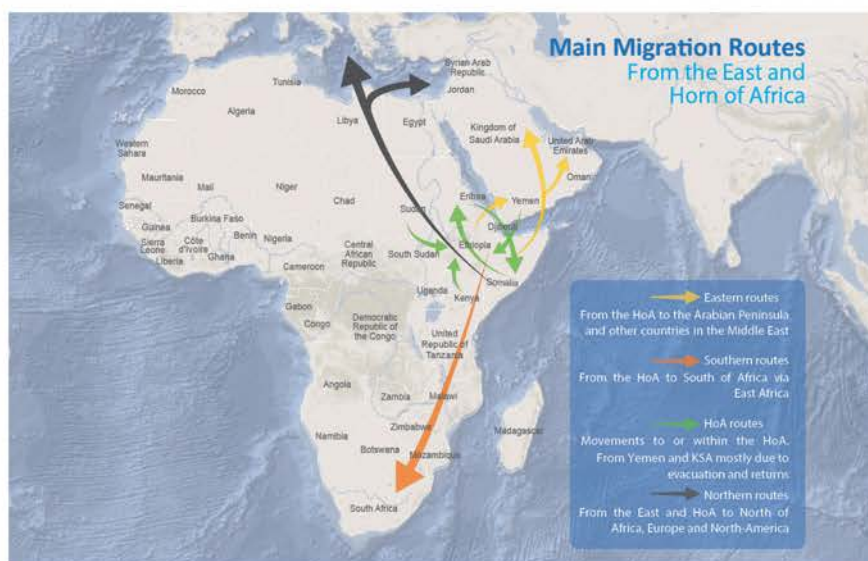 Main Migration Routes
From the East and
Horn of Africa
Syrian Arab
Republic
Jordan
Tunisia
Morocco
Algeria
Libya
Egypt
Kingdom of
Saudi Arabia
United Arab
Emirates
Oman
Western
Sahara
Mauritania
Mali
Niger
Chad
Sudan
Eritrea
Yemen
Senegal
Burkina Faso
Guinea
Sierra
Leone
Côte
d'Ivoire
Benin
Nigeria
Ghana
Liberia
Djibouti
Ethiopia
South Sudan
Central
African
Republic
Cameroon
Somalia
Uganda
Kenya
Gabon
Congo
Democratic
Republic of
the Congo
United
Republic of
Tanzania
Angola
Zambia
Malawi
Zimbabwe
Namibia
Botswana
Mozambique
Madagascar
South Africa
Eastern routes
From the HoA to the Arabian Peninsula
and other countries in the Middle East
Southern routes
From the HoA to South of Africa via
East Africa
HoA routes
Movements to or within the HoA.
From Yemen and KSA mostly due to
evacuation and returns
Northern routes
From the East and HoA to North of
Africa, Europe and North-America